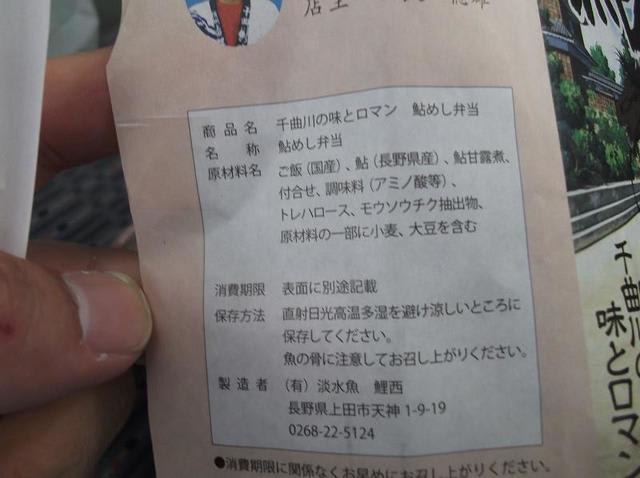 店主
商品名 千曲川の味とロマン 鮎めし弁当
名称 鮎めし弁当
原材料名 ご飯(国産)、鮎(長野県産)、鮎甘露煮、
付合せ、調味料(アミノ酸等)、
トレハロース、モウソウチク抽出物、
原材料の一部に小麦、大豆を含む
消費期限 表面に別途記載
保存方法 直射日光高温多湿を避け涼しいところに
保存してください。
魚の骨に注意してお召し上がりください。
製造者 (有)淡水魚 鯉西
長野県上田市天神1-9-19
0268-22-5124
●消費期限に関係なくお早めにお召し上がりください。
千曲川の
味とロマン